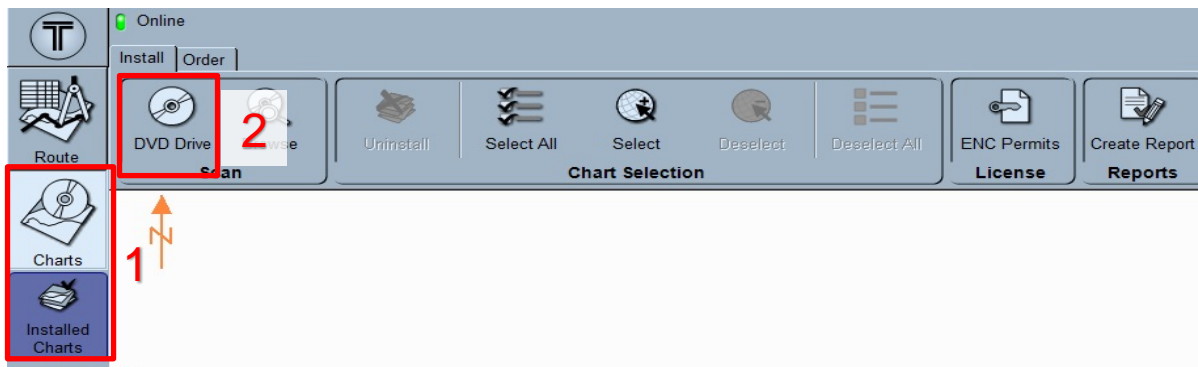 Online
Install Order
Route
Charts
Installed
Charts
1
DVD Drive
2
Scan
Uninstall Select All Select Deselect Deselect All
Chart Selection
ENC Permits
License
Create Report
Reports
N